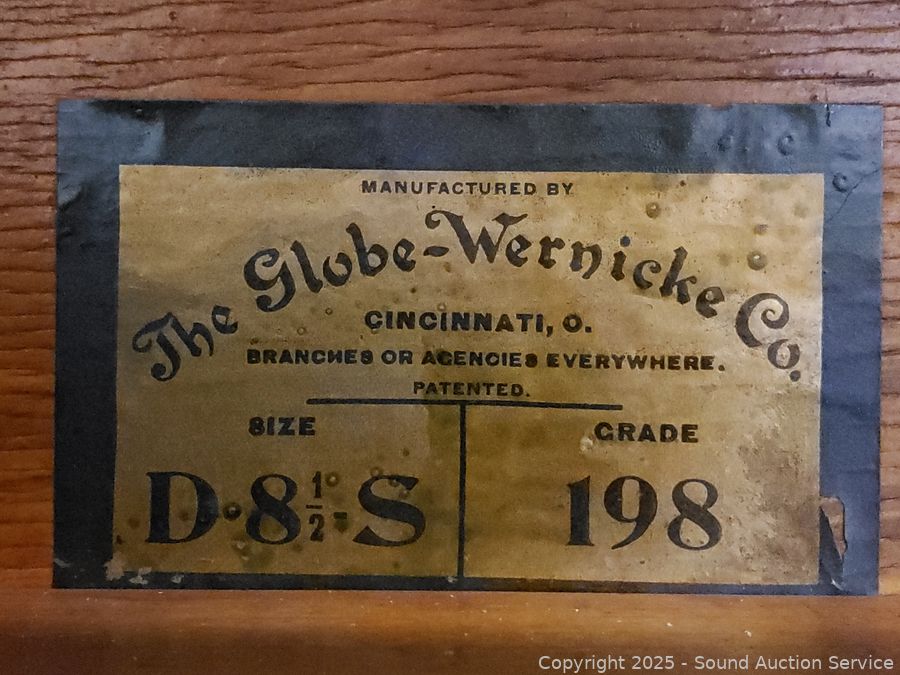 MANUFACTURED BY
The Globe-Wernicke Co.
CINCINNATI, O.
BRANCHES OR AGENCIES EVERYWHERE.
PATENTED.
SIZE GRADE
D-8½-S 198
Copyright 2025 - Sound Auction Service